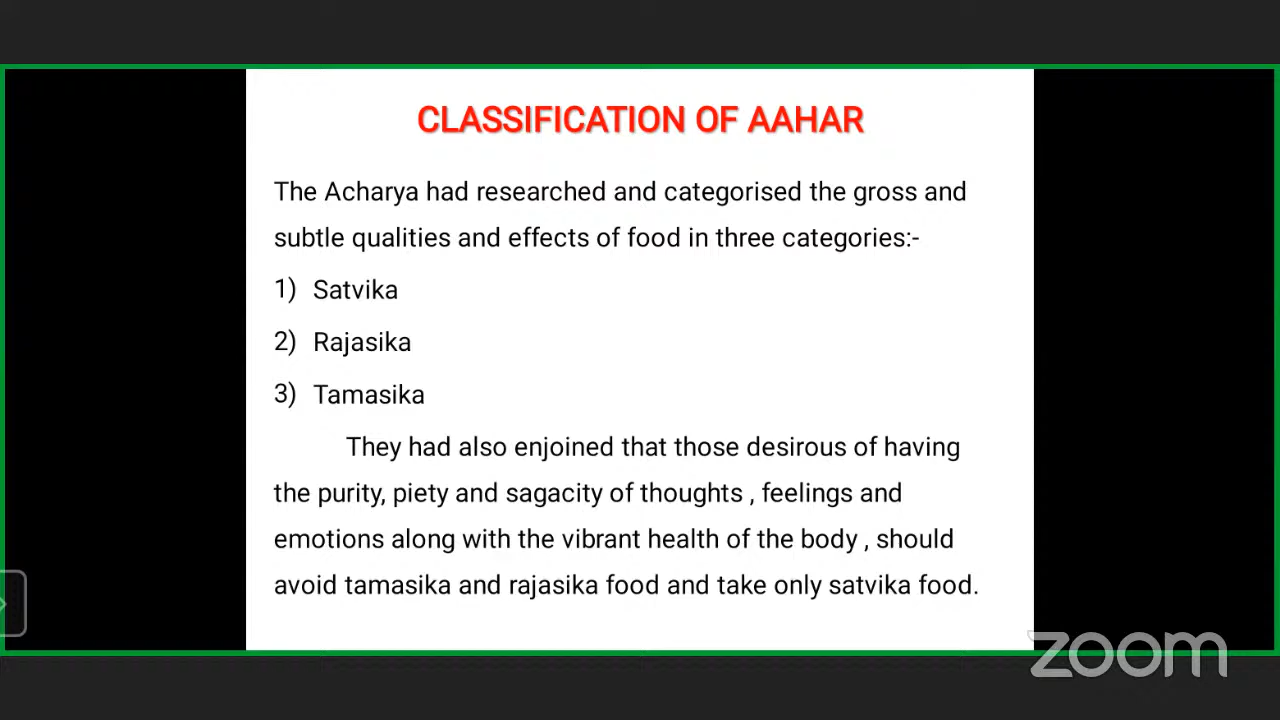 CLASSIFICATION OF AAHAR
The Acharya had researched and categorised the gross and
subtle qualities and effects of food in three categories:-
1) Satvika
2) Rajasika
3) Tamasika
They had also enjoined that those desirous of having
the purity, piety and sagacity of thoughts , feelings and
emotions along with the vibrant health of the body , should
avoid tamasika and rajasika food and take only satvika food.
zoom